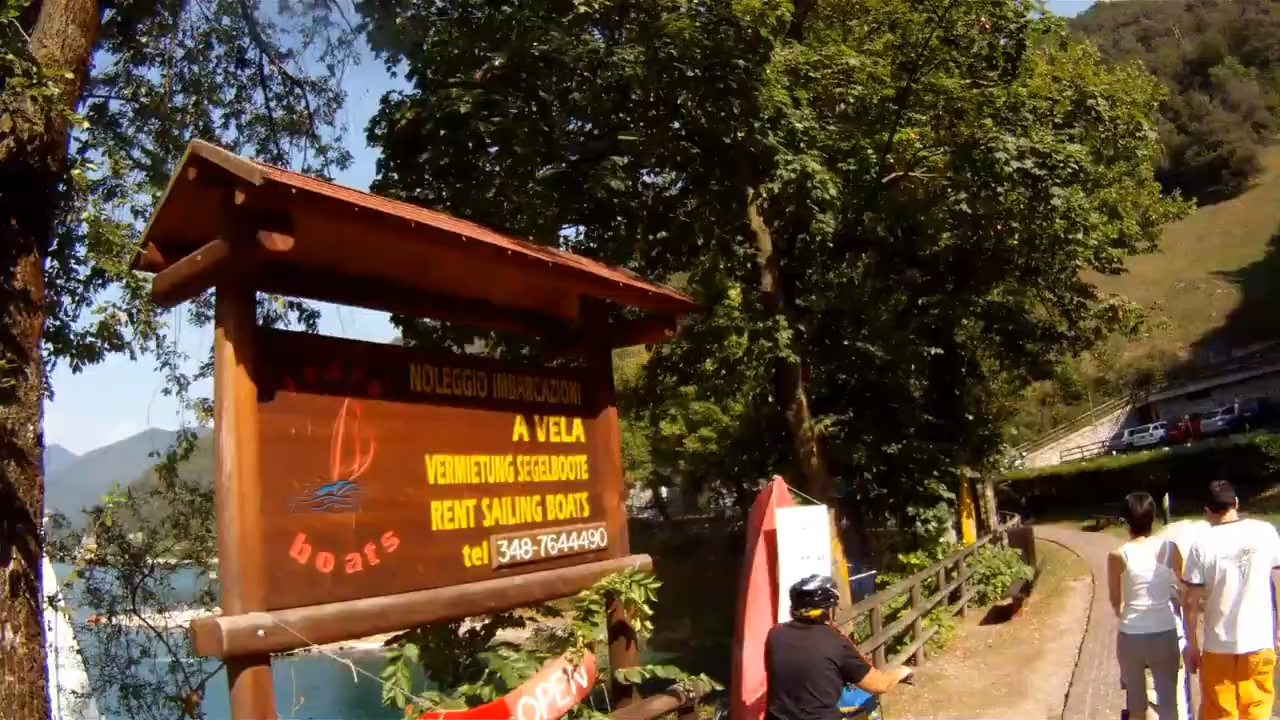 NOLEGGIO IMBARCAZIONI
A VELA
VERMIETUNG SEGELBOOTE
RENT SAILING BOATS
tel 348-7644490
boats
OPEN